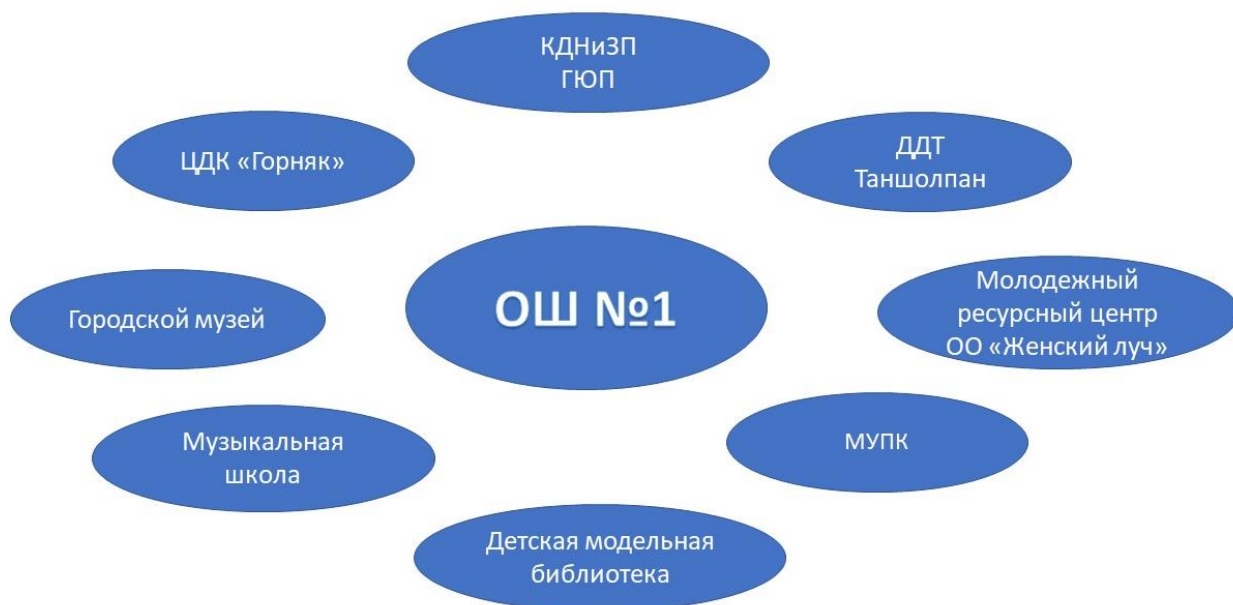 КДНиЗП
ГЮП
ЦДК «Горняк»
ДДТ
Таншолпан
ОШ №1
Городской музей
Молодежный
ресурсный центр
ОО «Женский луч»
Музыкальная
школа
МУПК
Детская модельная
библиотека